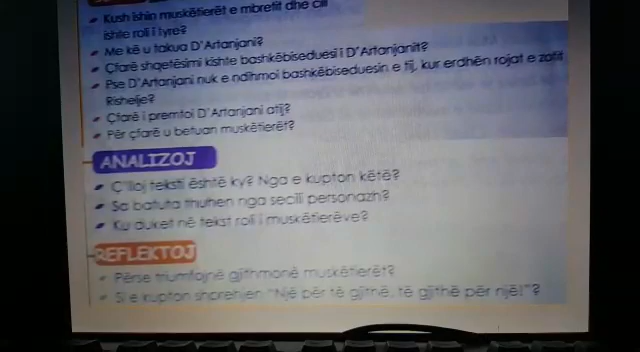 Kush ishin muskëtierët e mbretit dhe cili
ishte roli i tyre?
Me kë u takua D'Artanjani?
Çfarë shqetësimi kishte bashkëbiseduesi i D'Artanjanit?
Pse D'Artanjani nuk e ndihmoi bashkëbiseduesin e tij, kur erdhën rojat e zotit
Rishelje?
Çfarë i premtoi D'Artanjani atij?
Për çfarë u betuan muskëtierët?
ANALIZOJ
Ç'lloj teksti është ky? Nga e kupton këtë?
Sa batuta thuhen nga secili personazh?
Ku duket në tekst roli i muskëtierëve?
REFLEKTOJ
Përse triumfojnë gjithmonë muskëtierët?
Si e kupton shprehjen "Një për të gjithë, të gjithë për një!"?